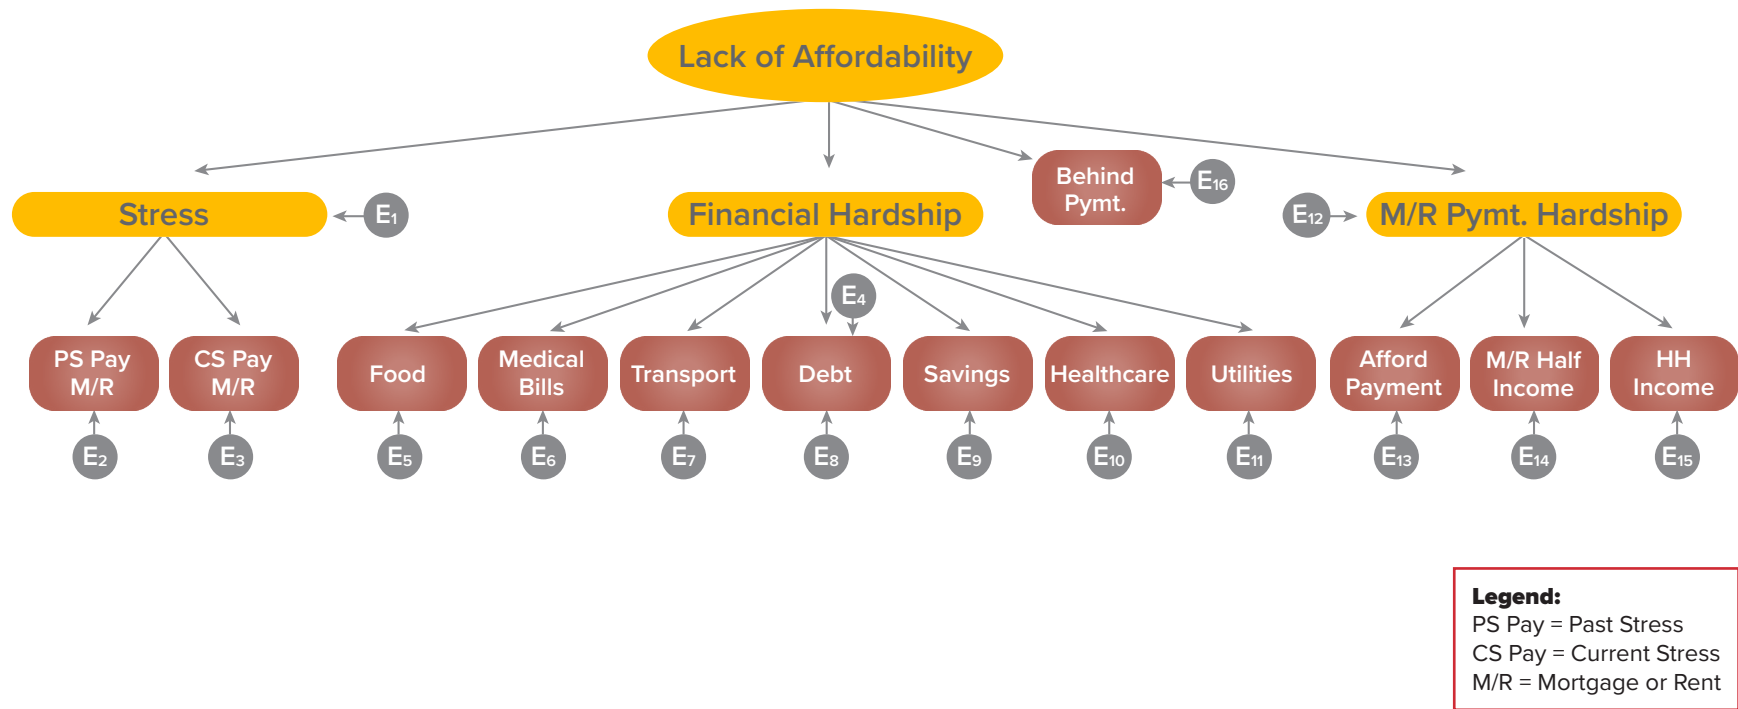 Lack of Affordability
Behind
Pymt.
E16
Stress
E1
Financial Hardship
E12
M/R Pymt. Hardship
E4
PS Pay
M/R
CS Pay
M/R
Food
Medical
Bills
Transport
Debt
Savings
Healthcare
Utilities
Afford
Payment
M/R Half
Income
HH
Income
E2
E3
E5
E6
E7
E8
E9
E10
E11
E13
E14
E15
Legend:
PS Pay = Past Stress
CS Pay = Current Stress
M/R = Mortgage or Rent